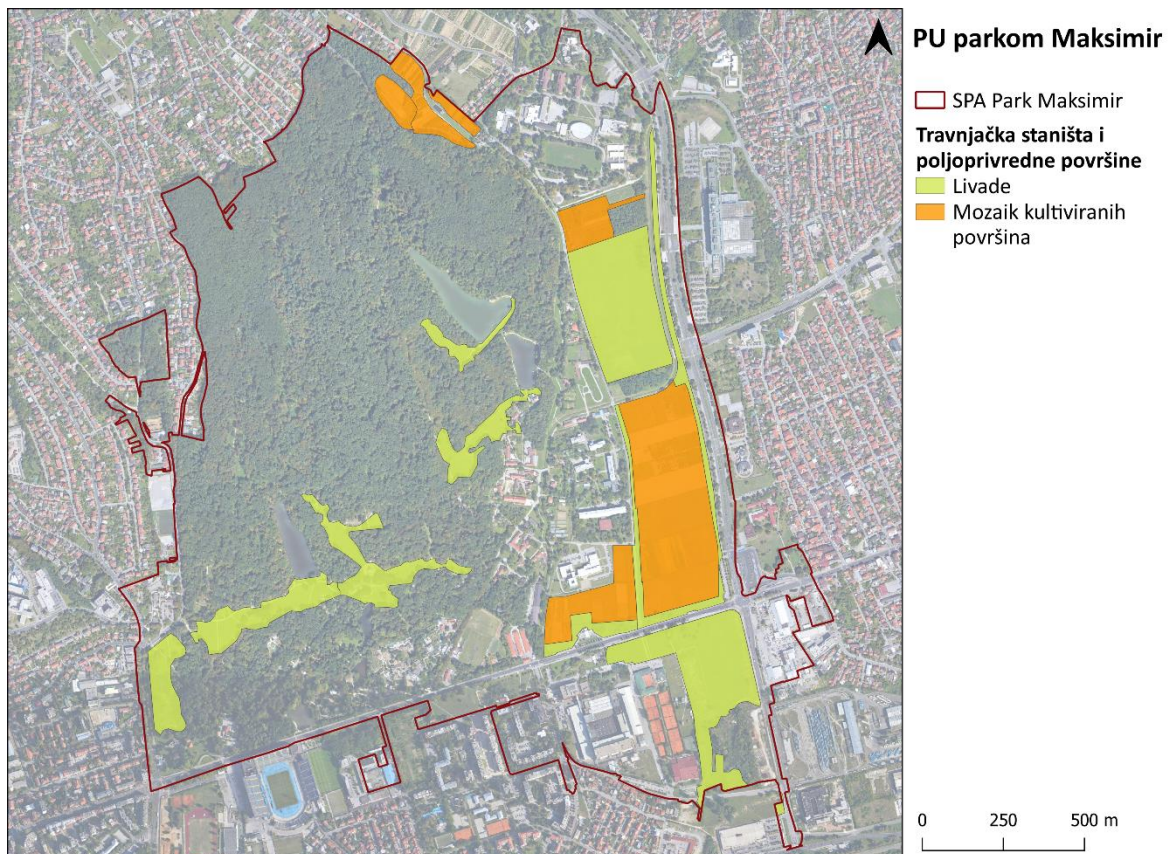 PU parkom Maksimir
SPA Park Maksimir
Travnjačka staništa i
poljoprivredne površine
Livade
Mozaik kultiviranih
površina
0 250 500 m